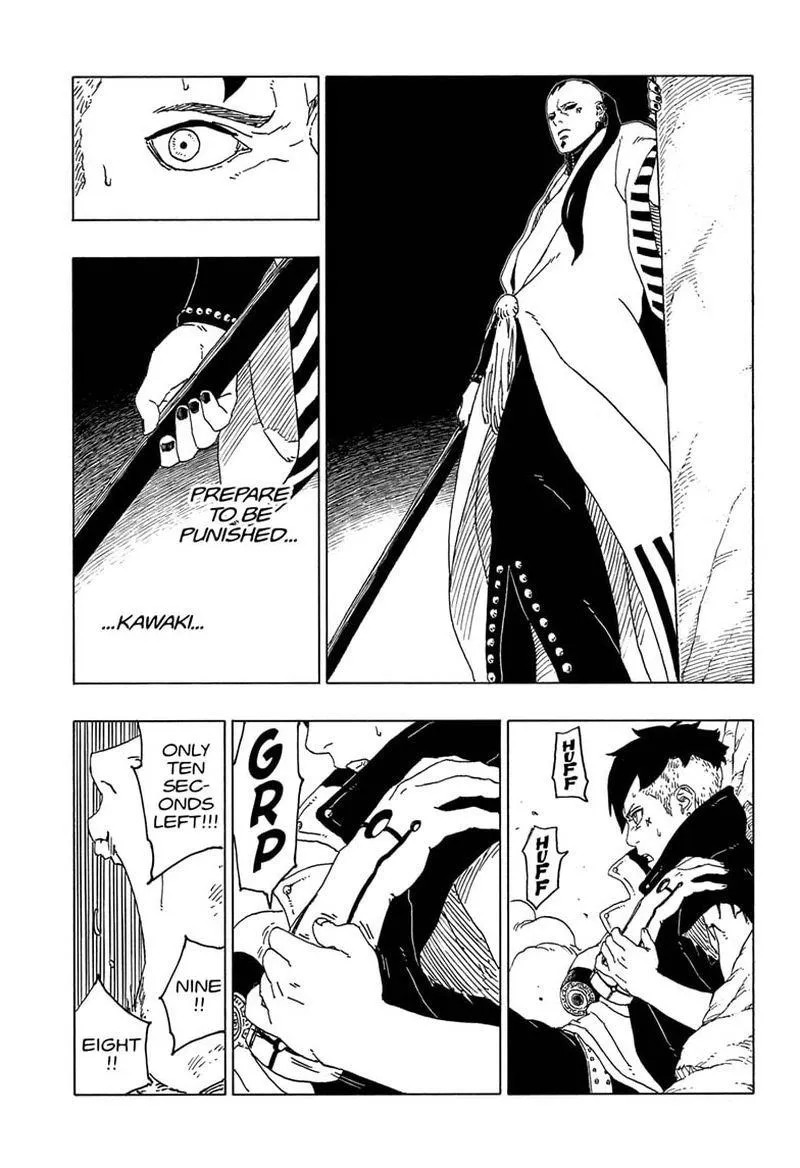 PREPARE
TO BE
PUNISHED...
...KAWAKI...
HUFF
HUFF
GRP
ONLY
TEN
SEC-
ONDS
LEFT!!!
NINE
!!
EIGHT
!!